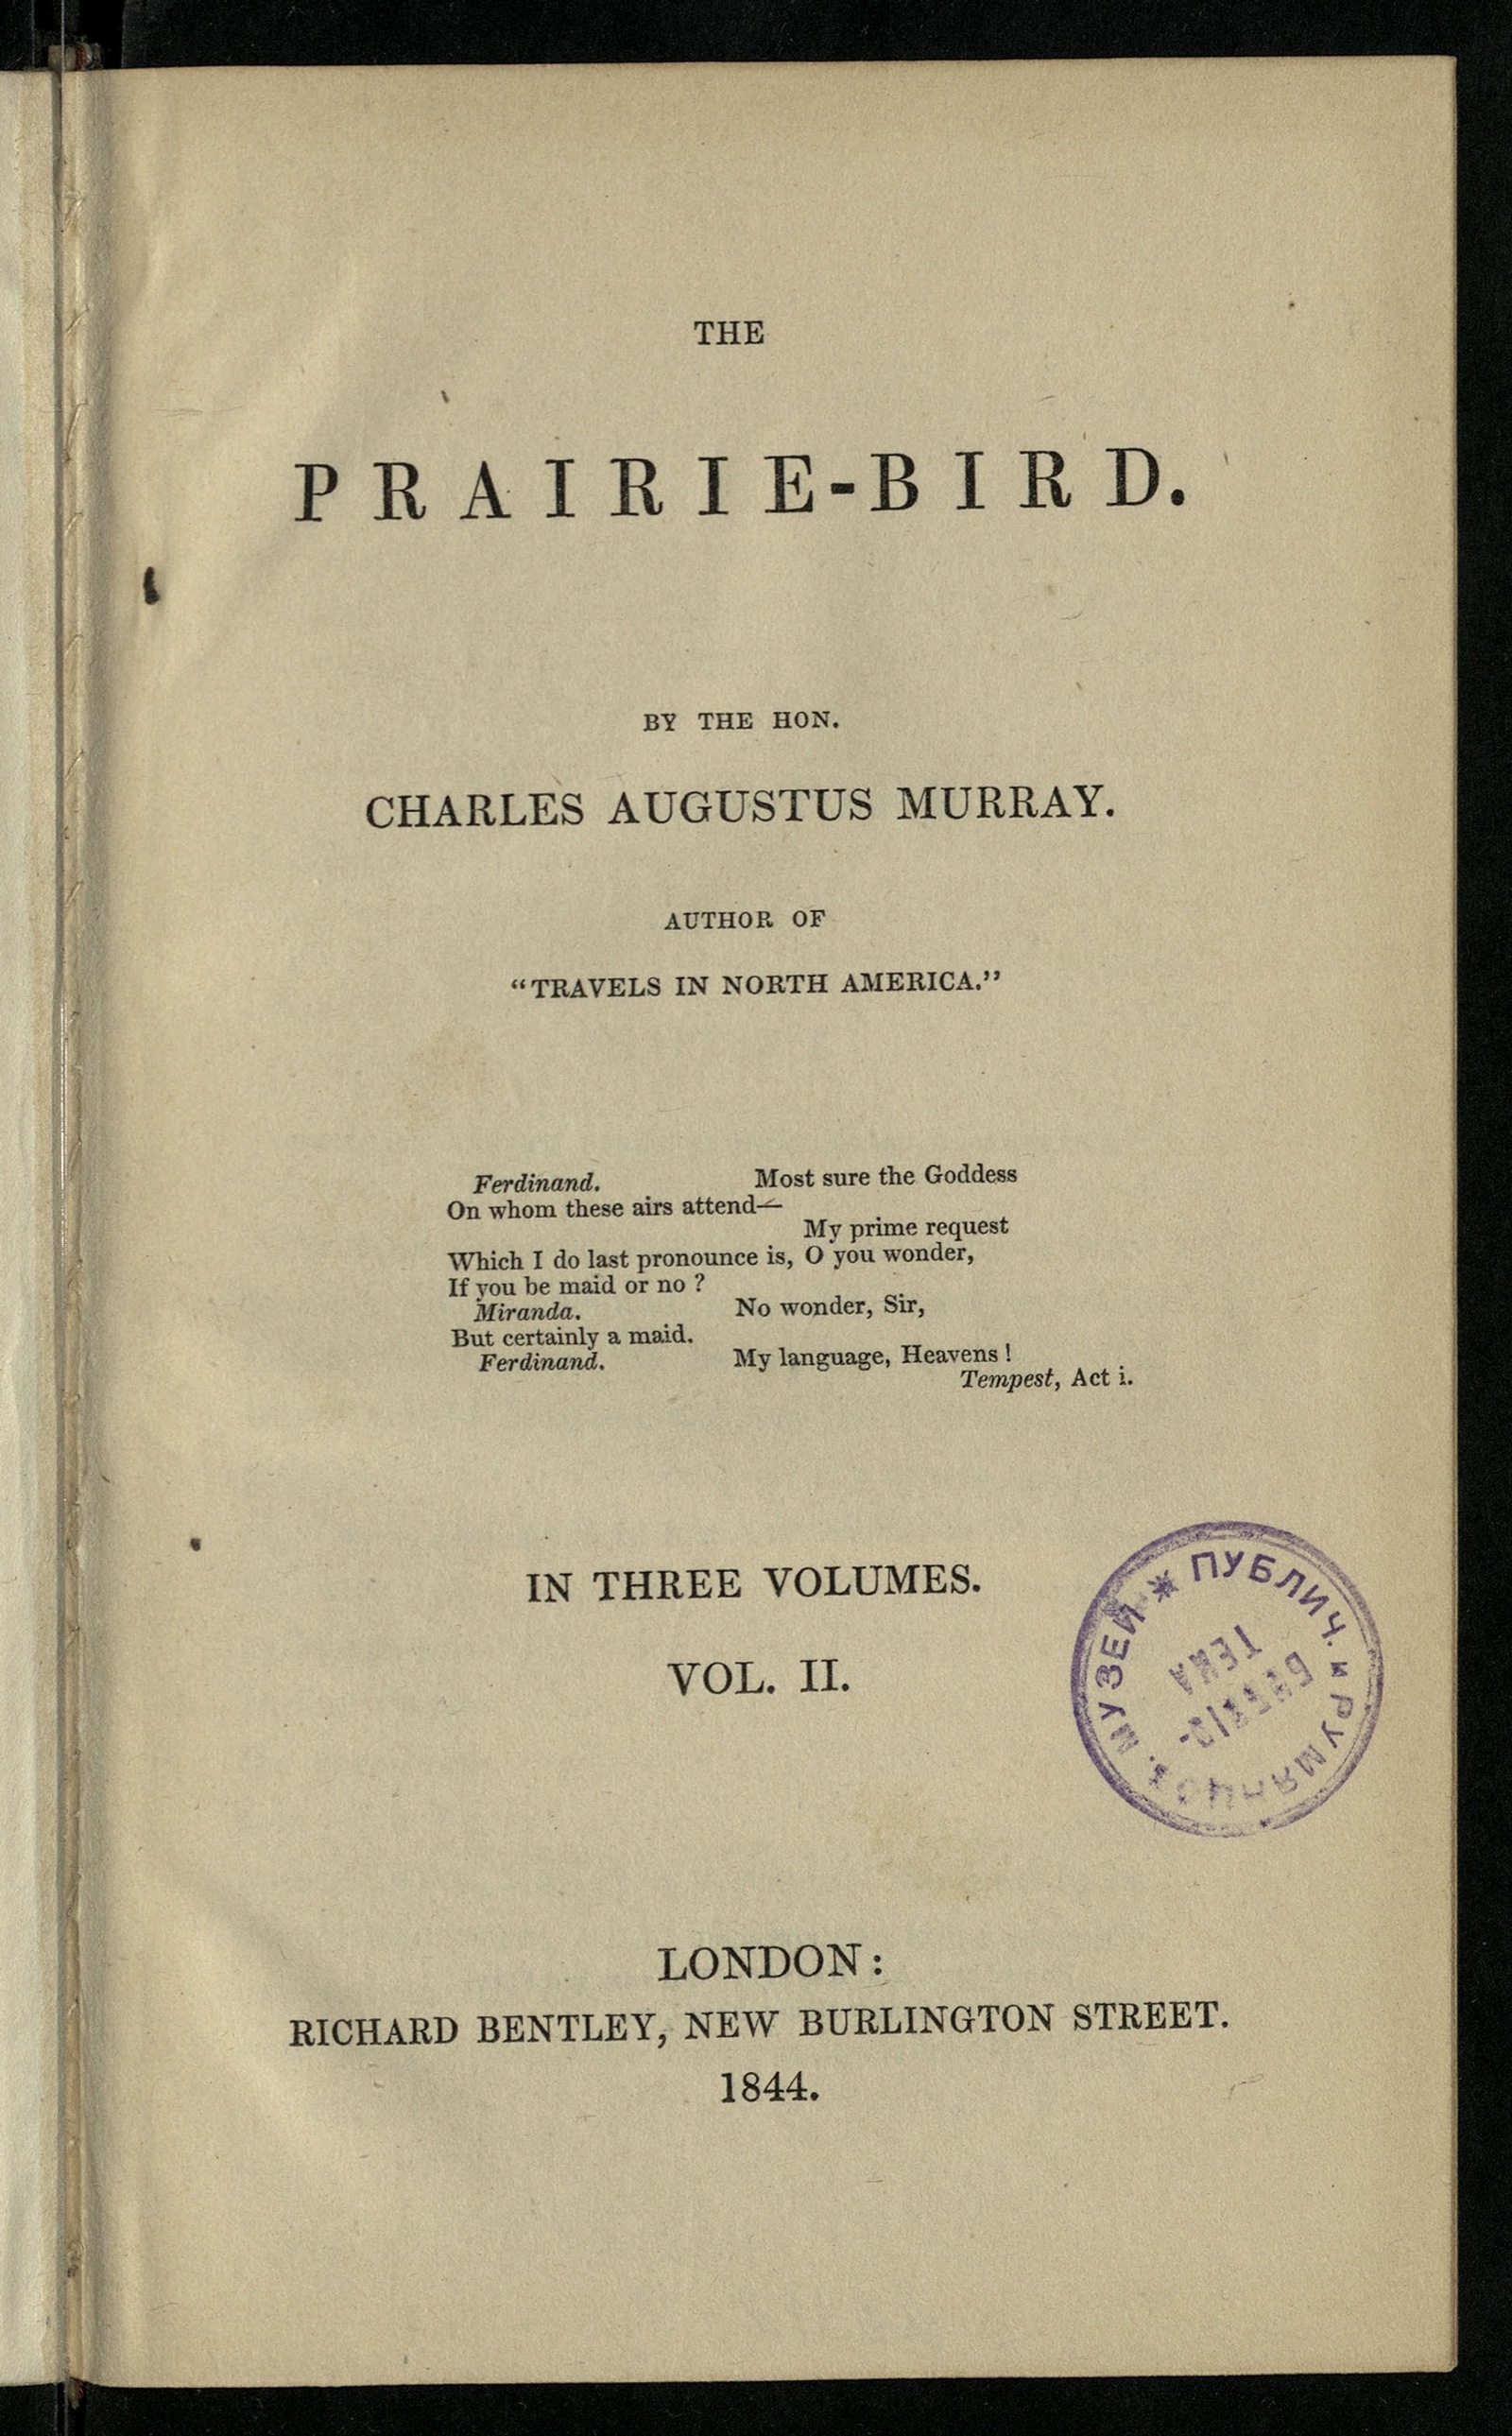 THE
PRAIRIE-BIRD.
BY THE HON.
CHARLES AUGUSTUS MURRAY.
AUTHOR OF
“TRAVELS IN NORTH AMERICA.”
Ferdinand. Most sure the Goddess
On whom these airs attend—
My prime request
Which I do last pronounce is, O you wonder,
If you be maid or no ?
Miranda. No wonder, Sir,
But certainly a maid.
Ferdinand. My language, Heavens !
Tempest, Act i.
IN THREE VOLUMES.
VOL. II.
ПУБЛИЧ. и РУМЯНЦОВ. МУЗЕЙ
БИБЛІО-
ТЕКА
LONDON :
RICHARD BENTLEY, NEW BURLINGTON STREET.
1844.